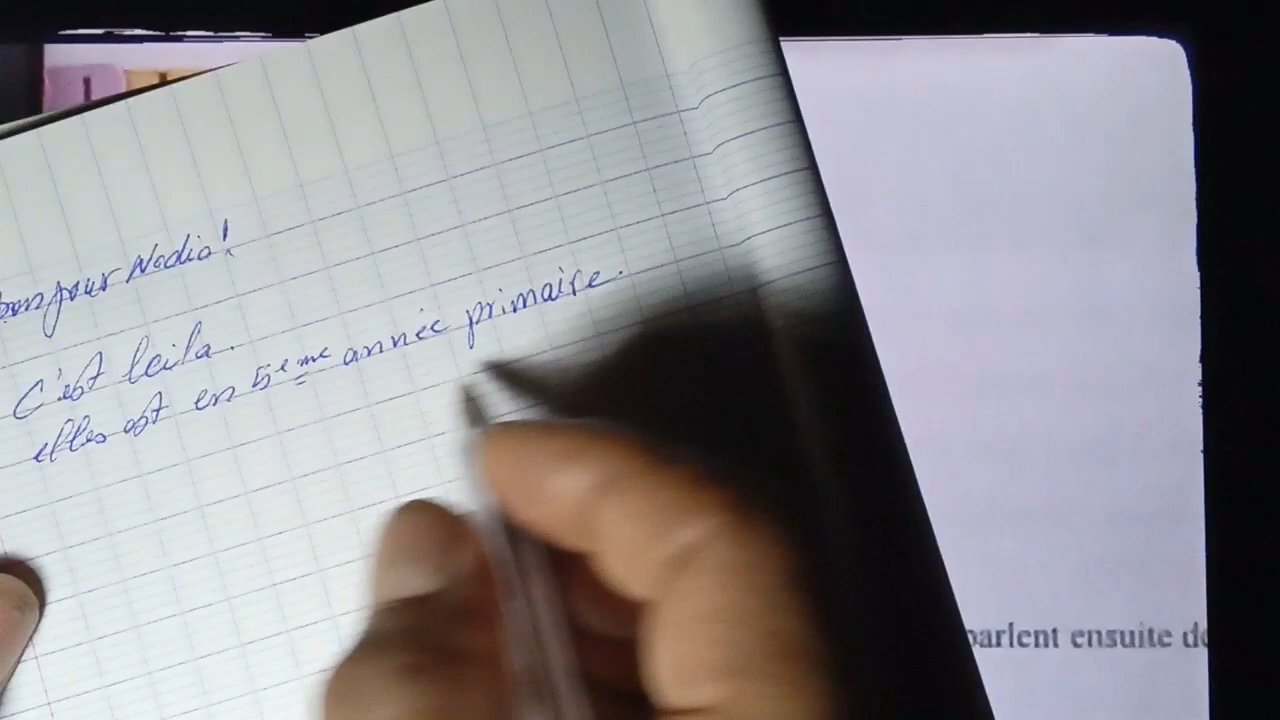 bonjour Nadia!
C'est leila.
elles est en 5ème année primaire.
parlent ensuite de